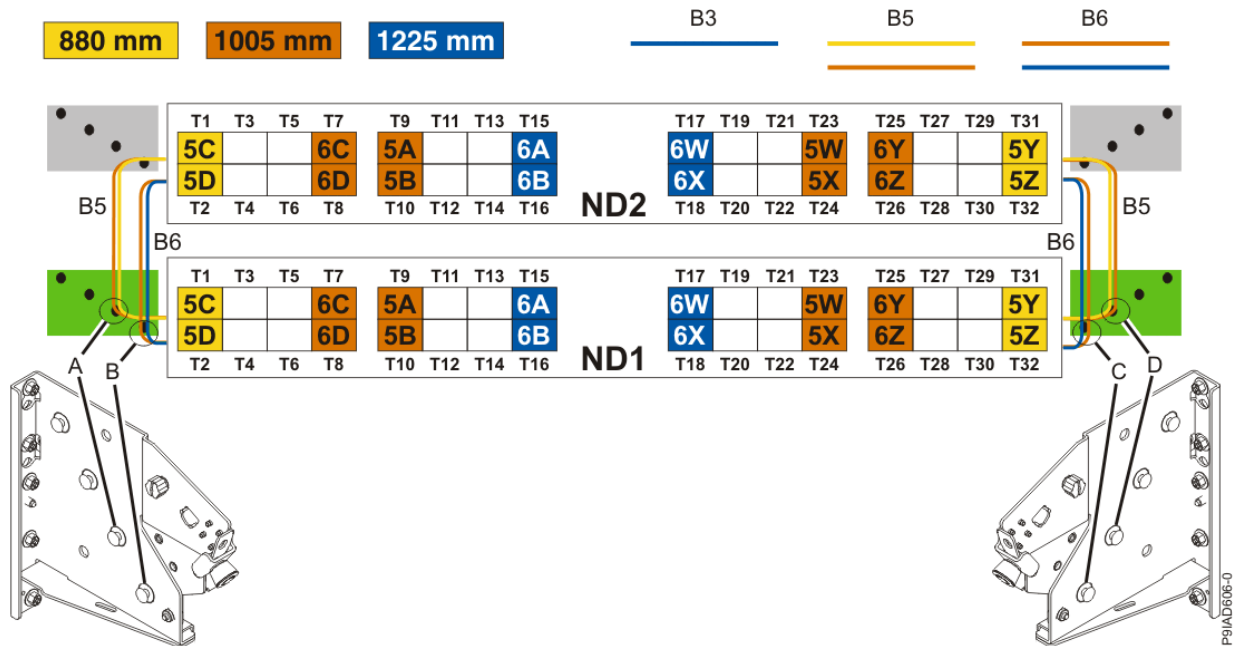 880 mm 1005 mm 1225 mm B3 B5 B6
T1 T3 T5 T7 T9 T11 T13 T15 T17 T19 T21 T23 T25 T27 T29 T31
5C 6C 5A 6A 6W 5W 6Y 5Y
5D 6D 5B 6B 6X 5X 6Z 5Z
T2 T4 T6 T8 T10 T12 T14 T16 ND2 T18 T20 T22 T24 T26 T28 T30 T32
B5 B5
B6 B6
T1 T3 T5 T7 T9 T11 T13 T15 T17 T19 T21 T23 T25 T27 T29 T31
5C 6C 5A 6A 6W 5W 6Y 5Y
5D 6D 5B 6B 6X 5X 6Z 5Z
T2 T4 T6 T8 T10 T12 T14 T16 ND1 T18 T20 T22 T24 T26 T28 T30 T32
A B C D
P9IAD606-0